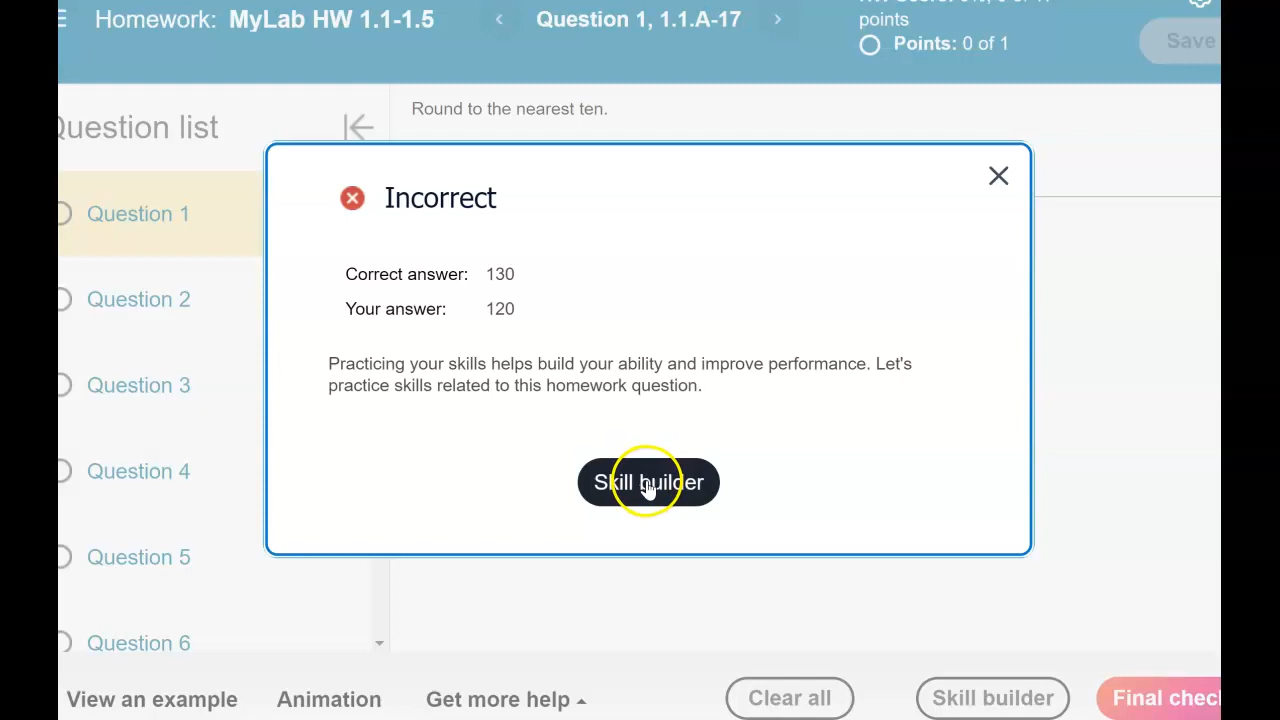 Homework: MyLab HW 1.1-1.5
Question 1, 1.1.A-17
points
Points: 0 of 1
Save
Question list
Round to the nearest ten.
Question 1
Question 2
Question 3
Question 4
Question 5
Question 6
Incorrect
Correct answer: 130
Your answer: 120
Practicing your skills helps build your ability and improve performance. Let's
practice skills related to this homework question.
Skill builder
View an example
Animation
Get more help
Clear all
Skill builder
Final check